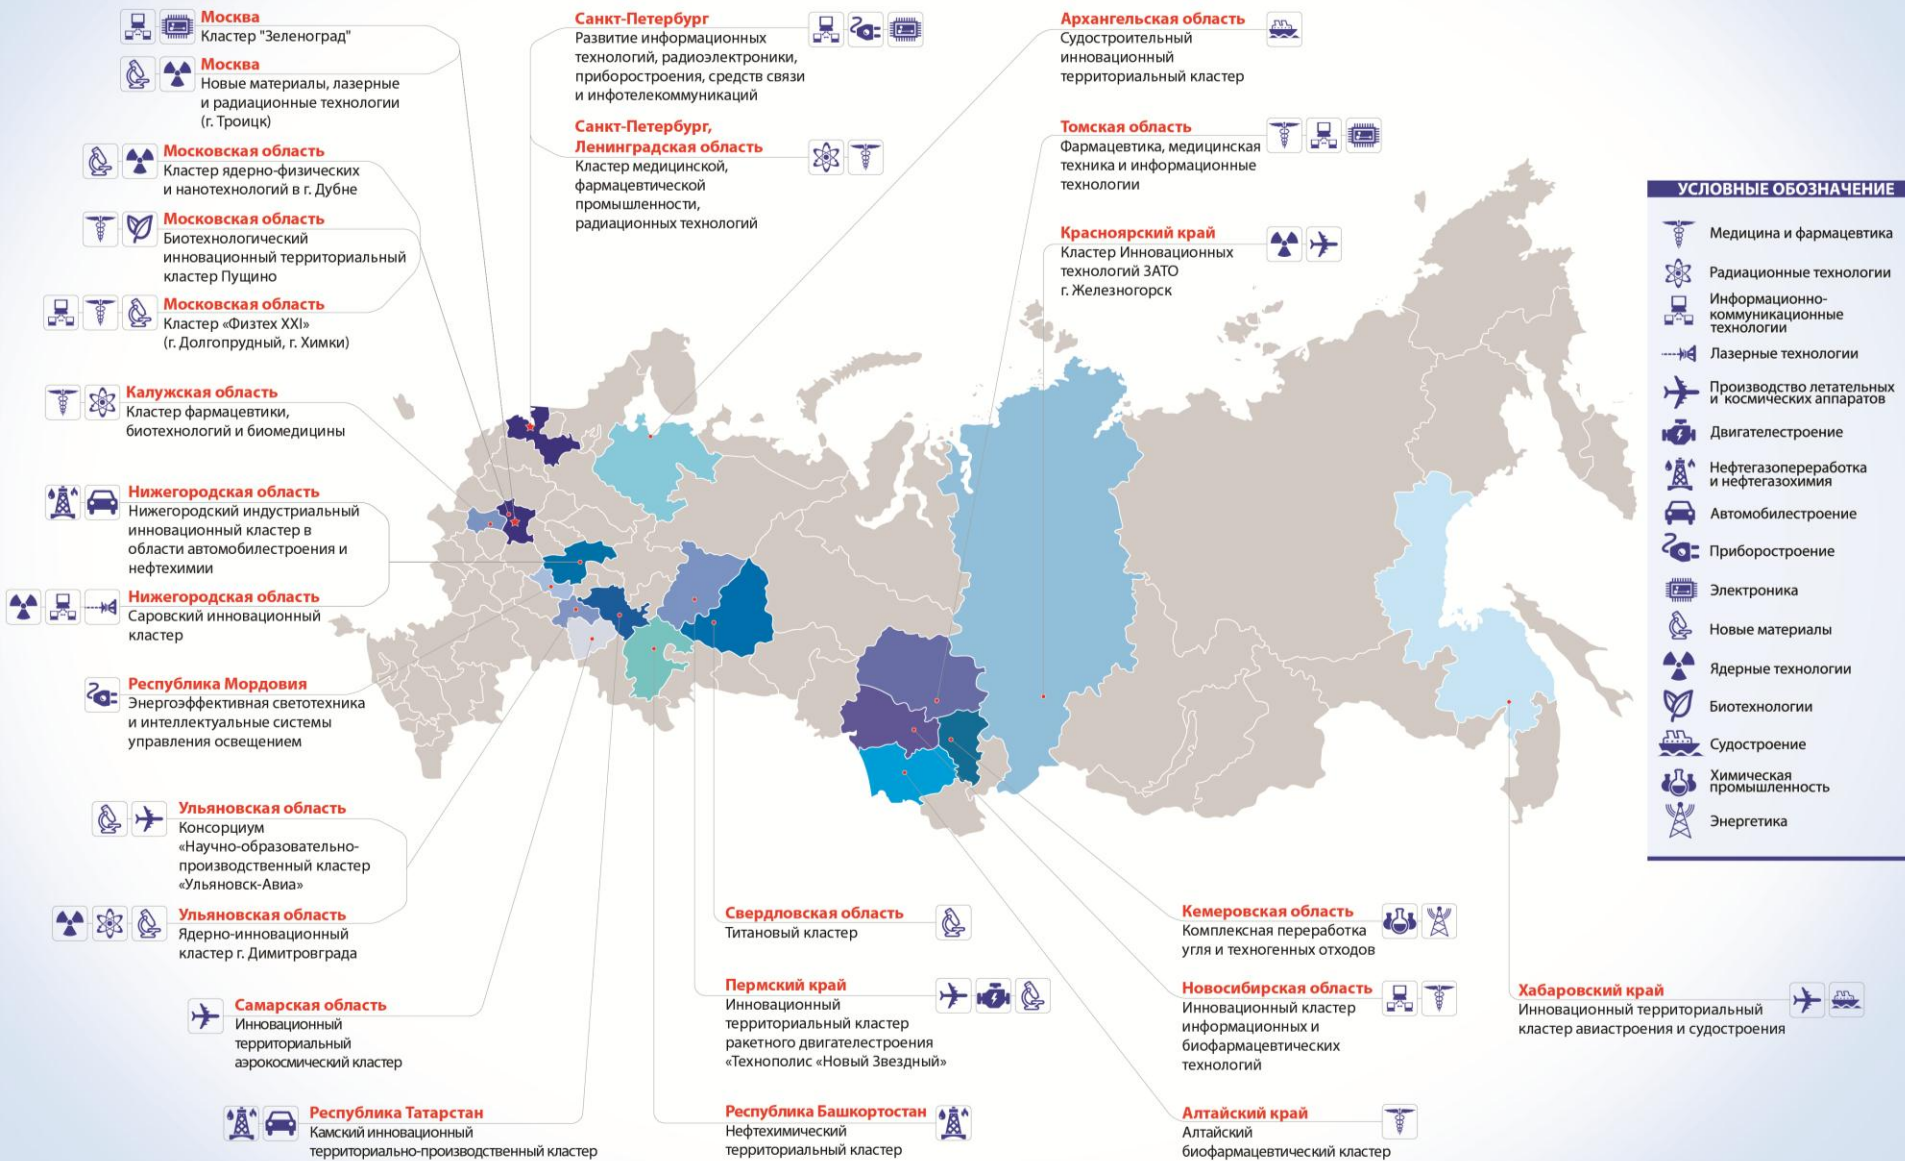 Москва
Кластер "Зеленоград"
Москва
Новые материалы, лазерные
и радиационные технологии
(г. Троицк)
Московская область
Кластер ядерно-физических
и нанотехнологий в г. Дубне
Московская область
Биотехнологический
инновационный территориальный
кластер Пущино
Московская область
Кластер «Физтех XXI»
(г. Долгопрудный, г. Химки)
Калужская область
Кластер фармацевтики,
биотехнологий и биомедицины
Нижегородская область
Нижегородский индустриальный
инновационный кластер в
области автомобилестроения и
нефтехимии
Нижегородская область
Саровский инновационный
кластер
Республика Мордовия
Энергоэффективная светотехника
и интеллектуальные системы
управления освещением
Ульяновская область
Консорциум
«Научно-образовательно-
производственный кластер
«Ульяновск-Авиа»
Ульяновская область
Ядерно-инновационный
кластер г. Димитровграда
Самарская область
Инновационный
территориальный
аэрокосмический кластер
Республика Татарстан
Камский инновационный
территориально-производственный кластер
Санкт-Петербург
Развитие информационных
технологий, радиоэлектроники,
приборостроения, средств связи
и инфотелекоммуникаций
Санкт-Петербург,
Ленинградская область
Кластер медицинской,
фармацевтической
промышленности,
радиационных технологий
Архангельская область
Судостроительный
инновационный
территориальный кластер
Томская область
Фармацевтика, медицинская
техника и информационные
технологии
Красноярский край
Кластер Инновационных
технологий ЗАТО
г. Железногорск
Свердловская область
Титановый кластер
Пермский край
Инновационный
территориальный кластер
ракетного двигателестроения
«Технополис «Новый Звездный»
Республика Башкортостан
Нефтехимический
территориальный кластер
Кемеровская область
Комплексная переработка
угля и техногенных отходов
Новосибирская область
Инновационный кластер
информационных и
биофармацевтических
технологий
Алтайский край
Алтайский
биофармацевтический кластер
Хабаровский край
Инновационный территориальный
кластер авиастроения и судостроения
УСЛОВНЫЕ ОБОЗНАЧЕНИЕ
Медицина и фармацевтика
Радиационные технологии
Информационно-
коммуникационные
технологии
Лазерные технологии
Производство летательных
и космических аппаратов
Двигателестроение
Нефтегазопереработка
и нефтегазохимия
Автомобилестроение
Приборостроение
Электроника
Новые материалы
Ядерные технологии
Биотехнологии
Судостроение
Химическая
промышленность
Энергетика